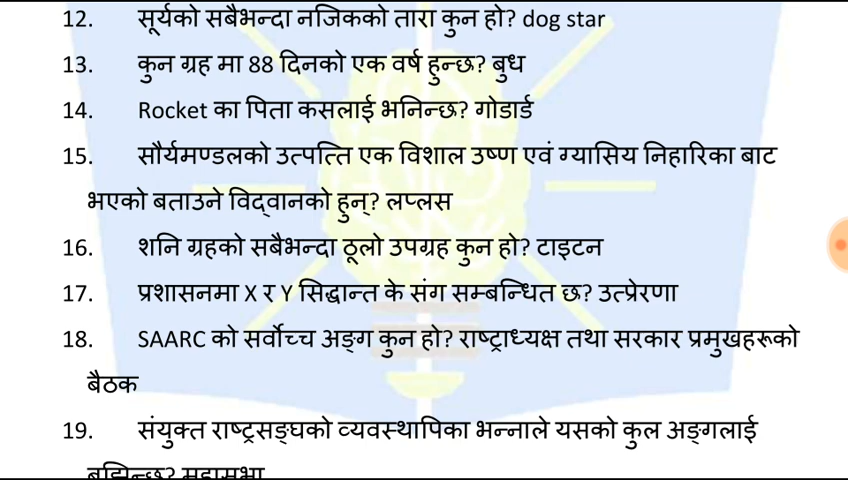 12. सूर्यको सबैभन्दा नजिकको तारा कुन हो? dog star
13. कुन ग्रह मा 88 दिनको एक वर्ष हुन्छ? बुध
14. Rocket का पिता कसलाई भनिन्छ? गोडार्ड
15. सौर्यमण्डलको उत्पत्ति एक विशाल उष्ण एवं ग्यासिय निहारिका बाट
भएको बताउने विद्वानको हुन्? लप्लस
16. शनि ग्रहको सबैभन्दा ठूलो उपग्रह कुन हो? टाइटन
17. प्रशासनमा X र Y सिद्धान्त के संग सम्बन्धित छ? उत्प्रेरणा
18. SAARC को सर्वोच्च अङ्ग कुन हो? राष्ट्राध्यक्ष तथा सरकार प्रमुखहरूको
बैठक
19. संयुक्त राष्ट्रसङ्घको व्यवस्थापिका भन्नाले यसको कुल अङ्गलाई
बुझिन्छ? महासभा